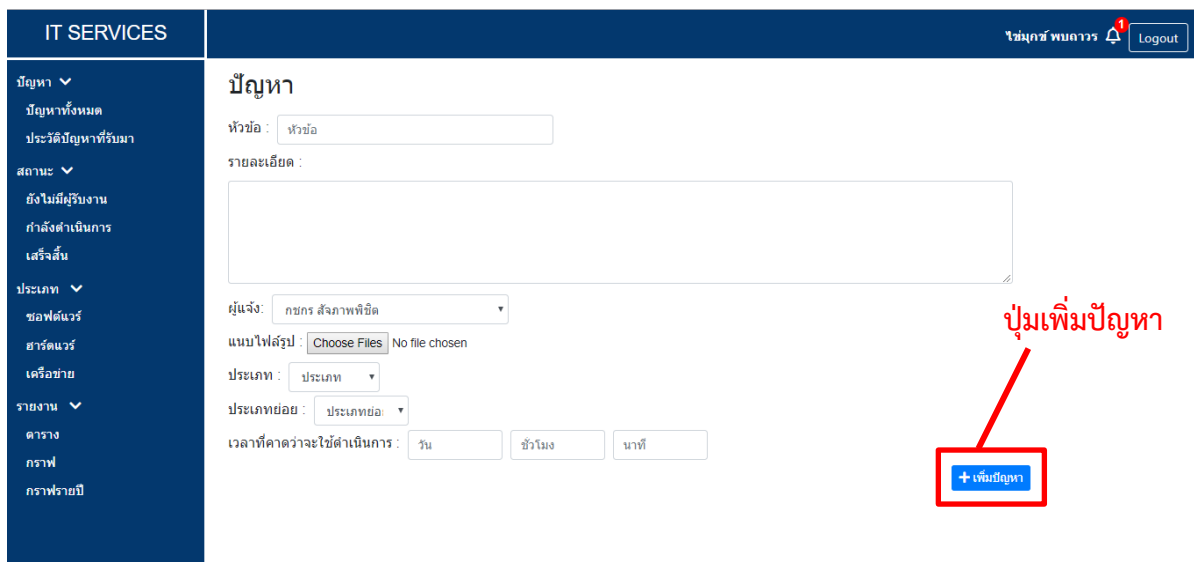 IT SERVICES
ไข่มุกข์ พบถาวร 1 Logout
ปัญหา
ปัญหาทั้งหมด
ประวัติปัญหาที่รับมา
สถานะ
ยังไม่มีผู้รับงาน
กำลังดำเนินการ
เสร็จสิ้น
ประเภท
ซอฟต์แวร์
ฮาร์ดแวร์
เครือข่าย
รายงาน
ตาราง
กราฟ
กราฟรายปี
ปัญหา
หัวข้อ : หัวข้อ
รายละเอียด :
ผู้แจ้ง: กชกร สัจภาพพิชิต
แนบไฟล์รูป : Choose Files No file chosen
ประเภท : ประเภท
ประเภทย่อย : ประเภทย่อ
เวลาที่คาดว่าจะใช้ดำเนินการ : วัน ชั่วโมง นาที
ปุ่มเพิ่มปัญหา
+ เพิ่มปัญหา